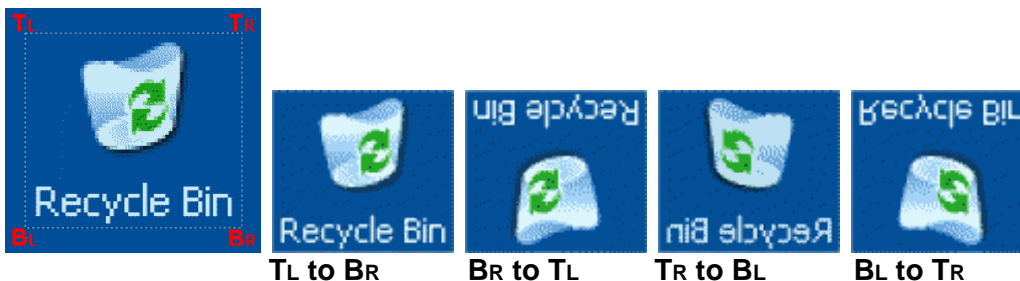 TL TR
Recycle Bin
BL BR
Recycle Bin
Recycle Bin
Recycle Bin
Recycle Bin
TL to BR
BR to TL
TR to BL
BL to TR